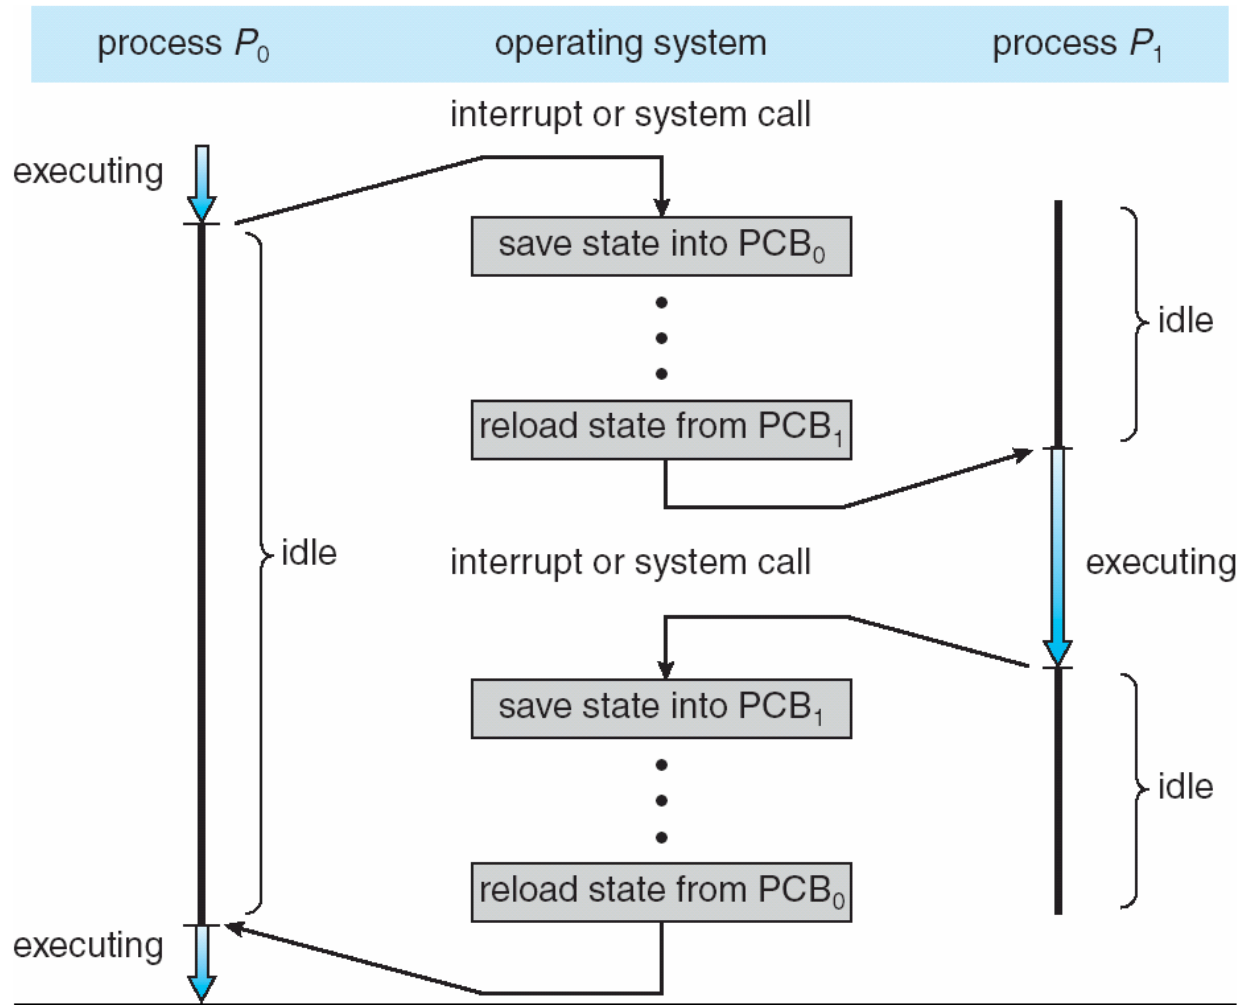 process P₀ operating system process P₁
interrupt or system call
executing
save state into PCB₀
idle
reload state from PCB₁
idle
interrupt or system call
executing
save state into PCB₁
idle
reload state from PCB₀
executing